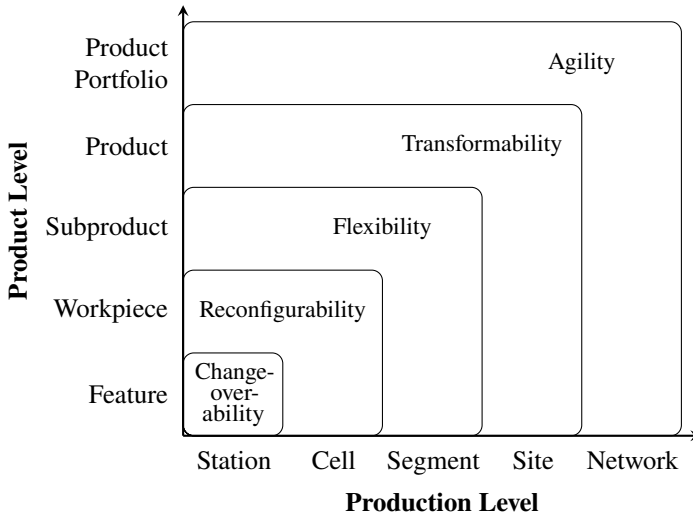 Product
Portfolio
Agility
Product
Transformability
Subproduct
Flexibility
Workpiece
Reconfigurability
Feature
Change-
over-
ability
Product Level
Station
Cell
Segment
Site
Network
Production Level